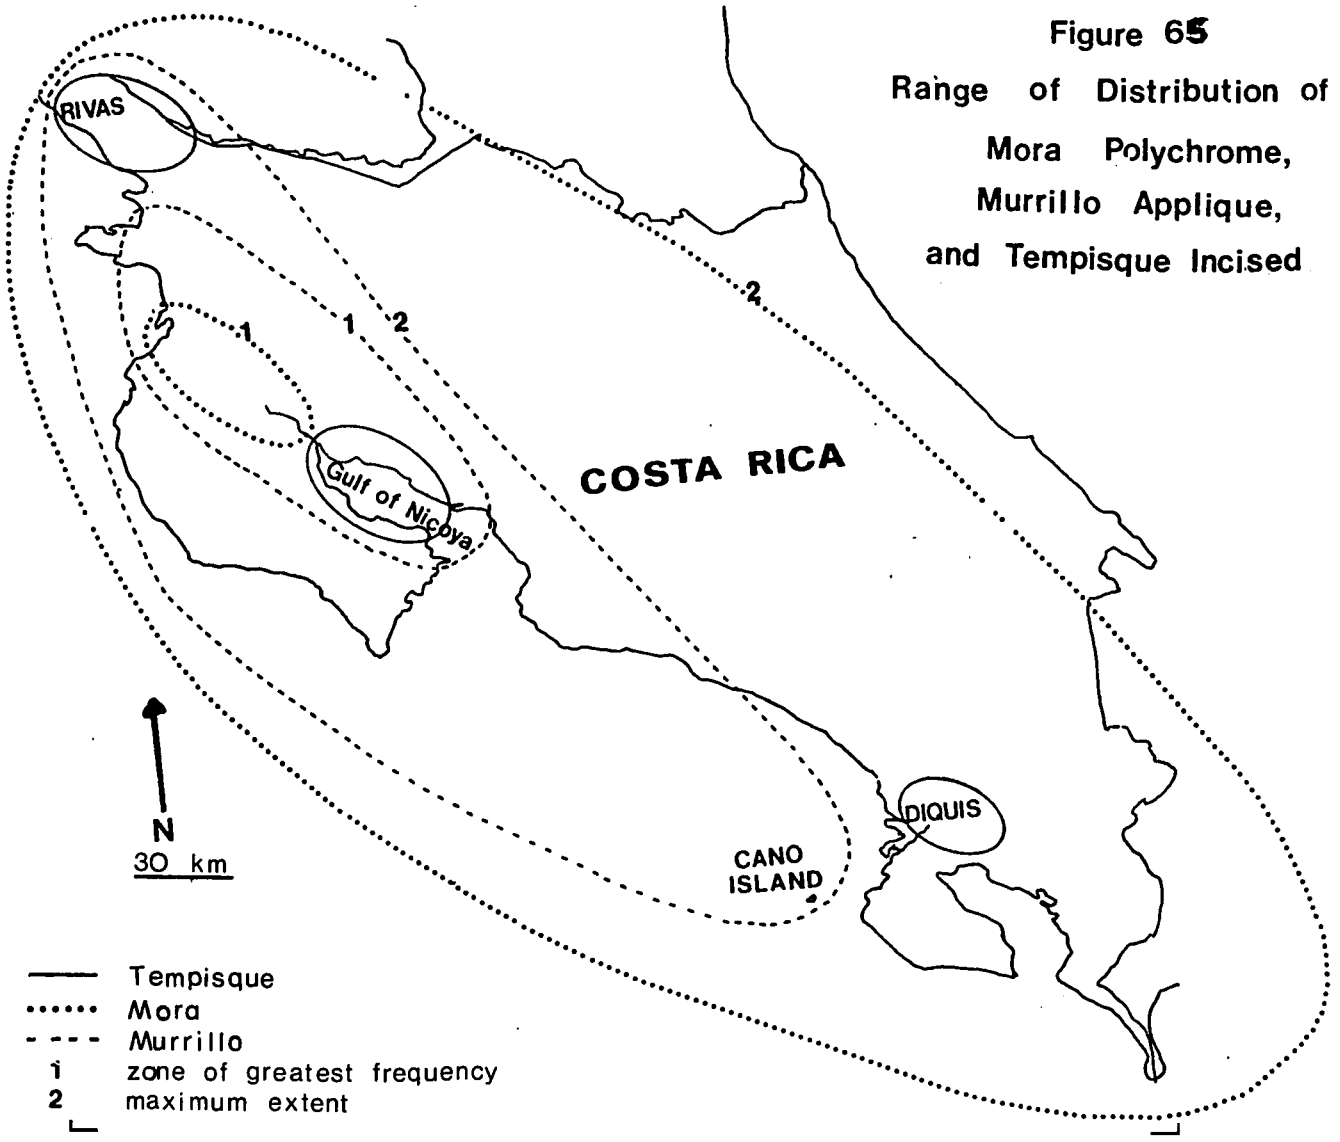 Figure 65
Range of Distribution of
Mora Polychrome,
Murrillo Applique,
and Tempisque Incised
RIVAS
2
1
1
2
COSTA RICA
Gulf of Nicoya
DIQUIS
CANO
ISLAND
N
30 km
Tempisque
Mora
Murrillo
1 zone of greatest frequency
2 maximum extent